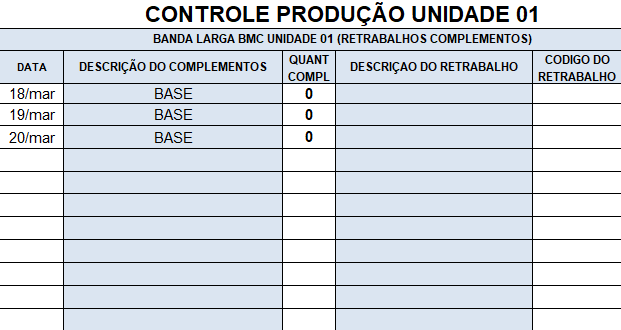 CONTROLE PRODUÇÃO UNIDADE 01
BANDA LARGA BMC UNIDADE 01 (RETRABALHOS COMPLEMENTOS)
DATA DESCRIÇÃO DO COMPLEMENTOS QUANT COMPL DESCRIÇAO DO RETRABALHO CODIGO DO RETRABALHO
18/mar BASE 0
19/mar BASE 0
20/mar BASE 0